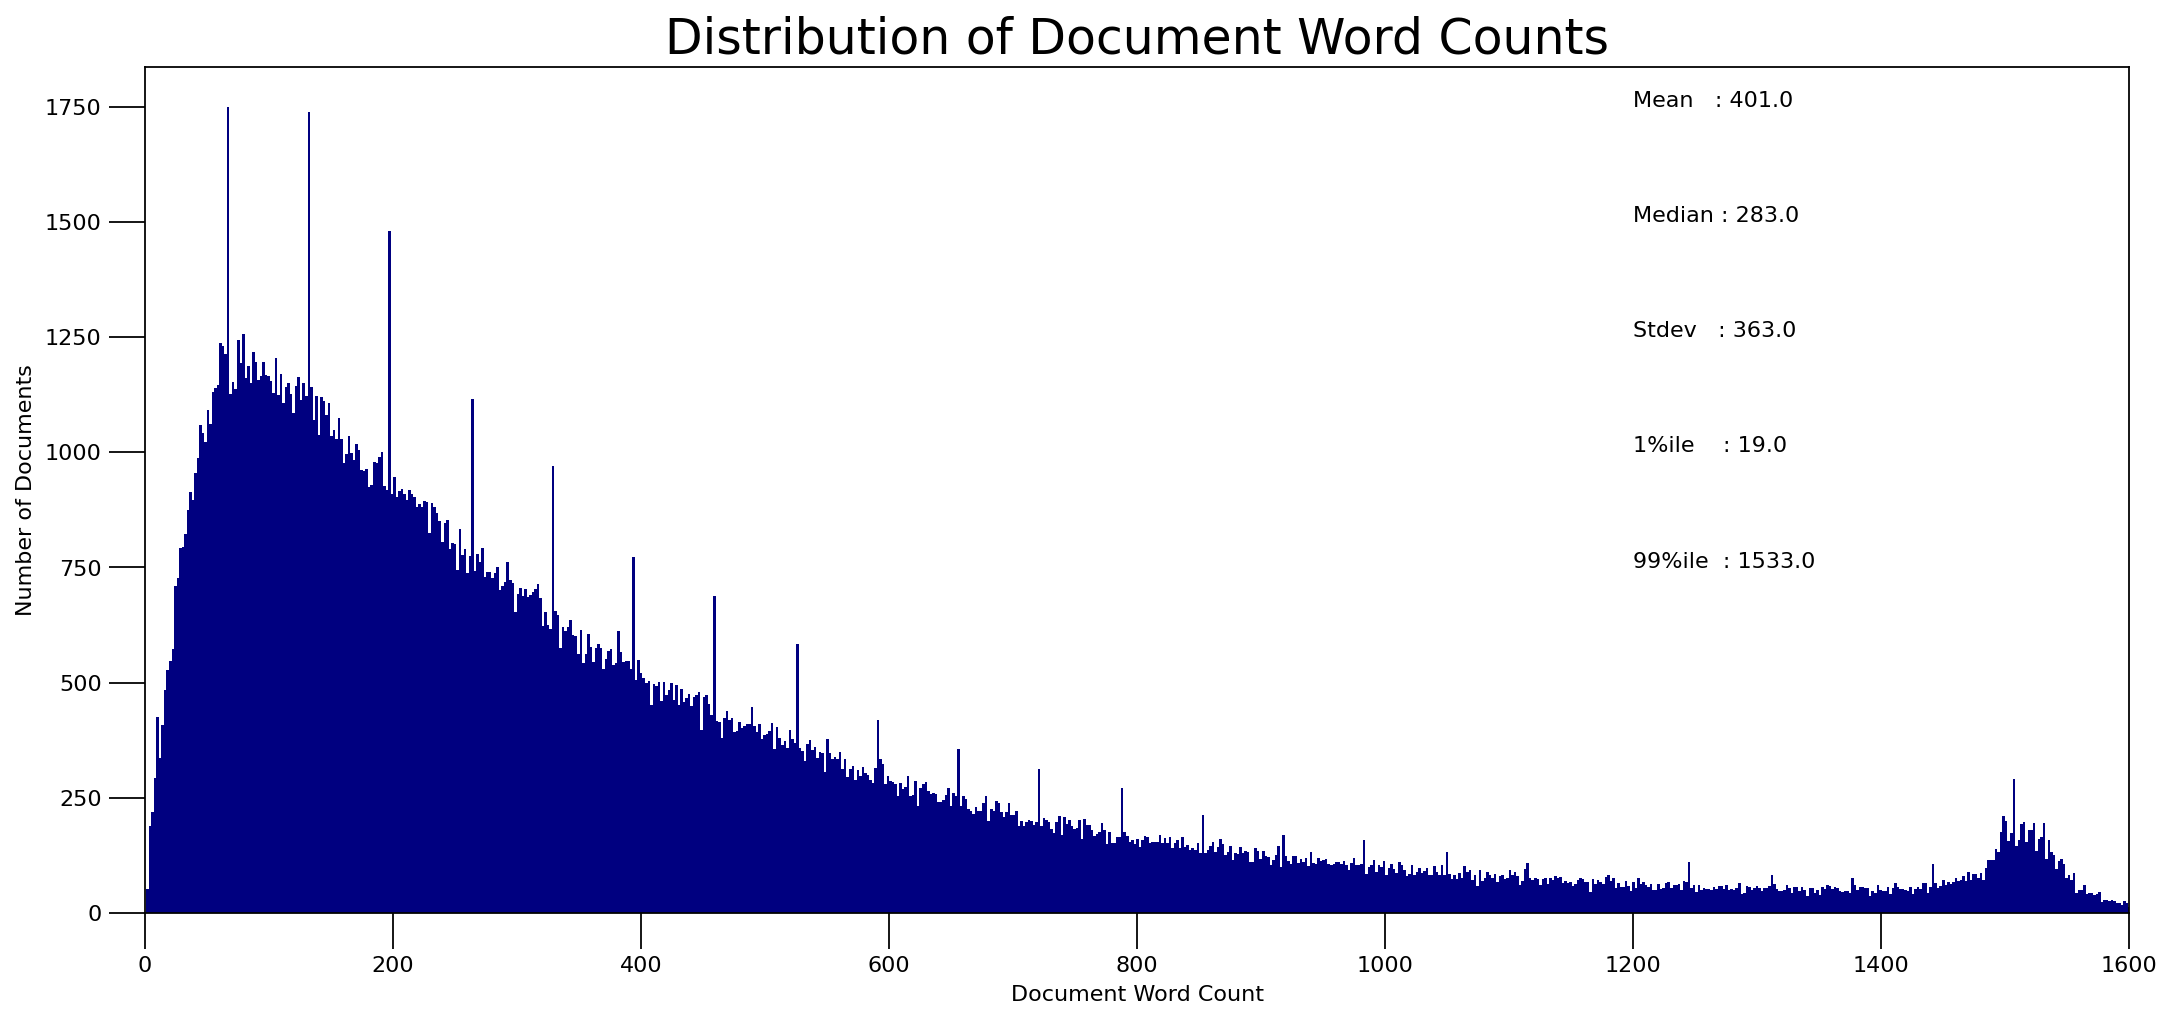 Distribution of Document Word Counts
1750
1500
1250
1000
750
500
250
0
Number of Documents
Mean : 401.0
Median : 283.0
Stdev : 363.0
1%ile : 19.0
99%ile : 1533.0
0 200 400 600 800 1000 1200 1400 1600
Document Word Count